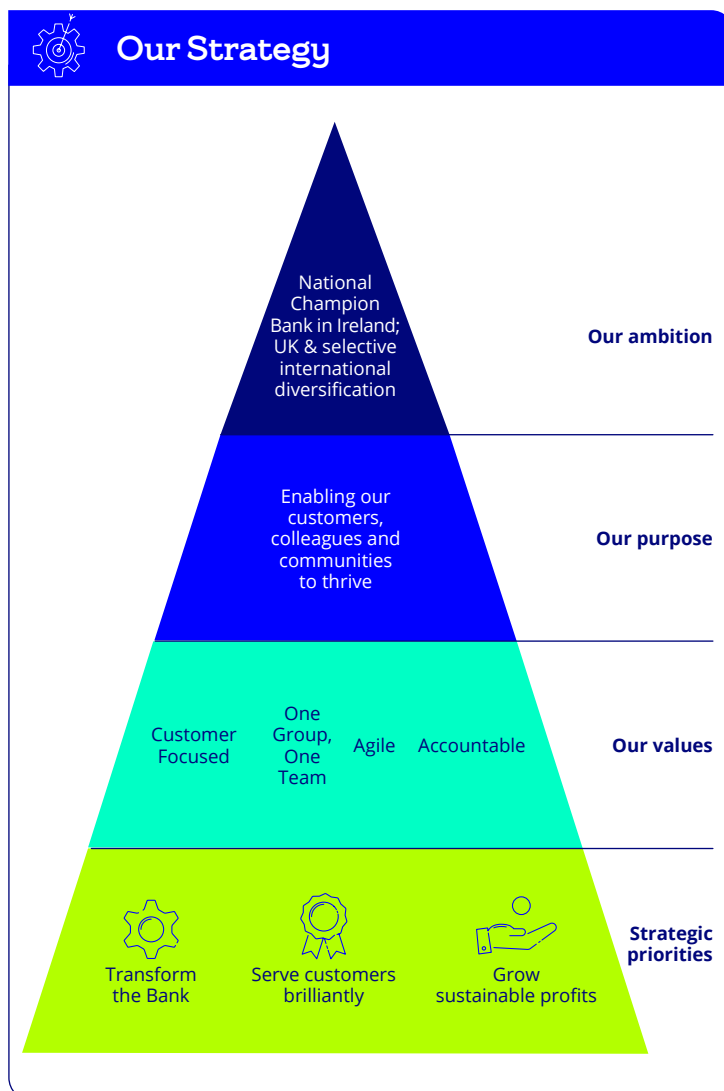 Our Strategy
National
Champion
Bank in Ireland;
UK & selective
international
diversification
Our ambition
Enabling our
customers,
colleagues and
communities
to thrive
Our purpose
Customer
Focused
One
Group,
One
Team
Agile
Accountable
Our values
Transform
the Bank
Serve customers
brilliantly
Grow
sustainable profits
Strategic
priorities